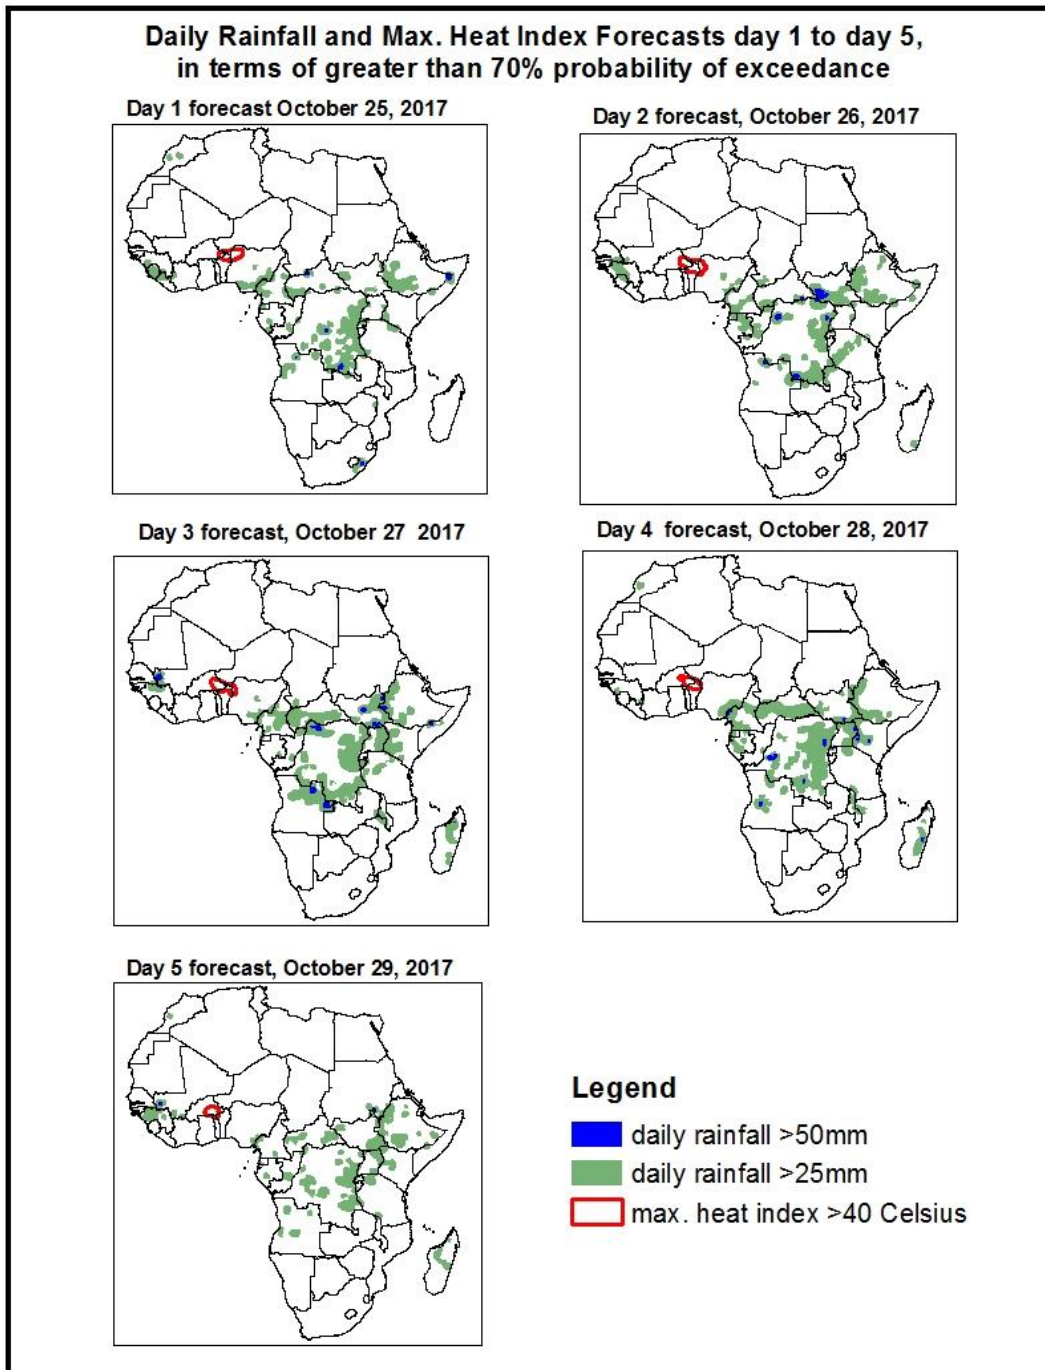 Daily Rainfall and Max. Heat Index Forecasts day 1 to day 5,
in terms of greater than 70% probability of exceedance
Day 1 forecast October 25, 2017
Day 2 forecast, October 26, 2017
Day 3 forecast, October 27  2017
Day 4  forecast, October 28, 2017
Day 5 forecast, October 29, 2017
Legend
daily rainfall >50mm
daily rainfall >25mm
max. heat index >40 Celsius